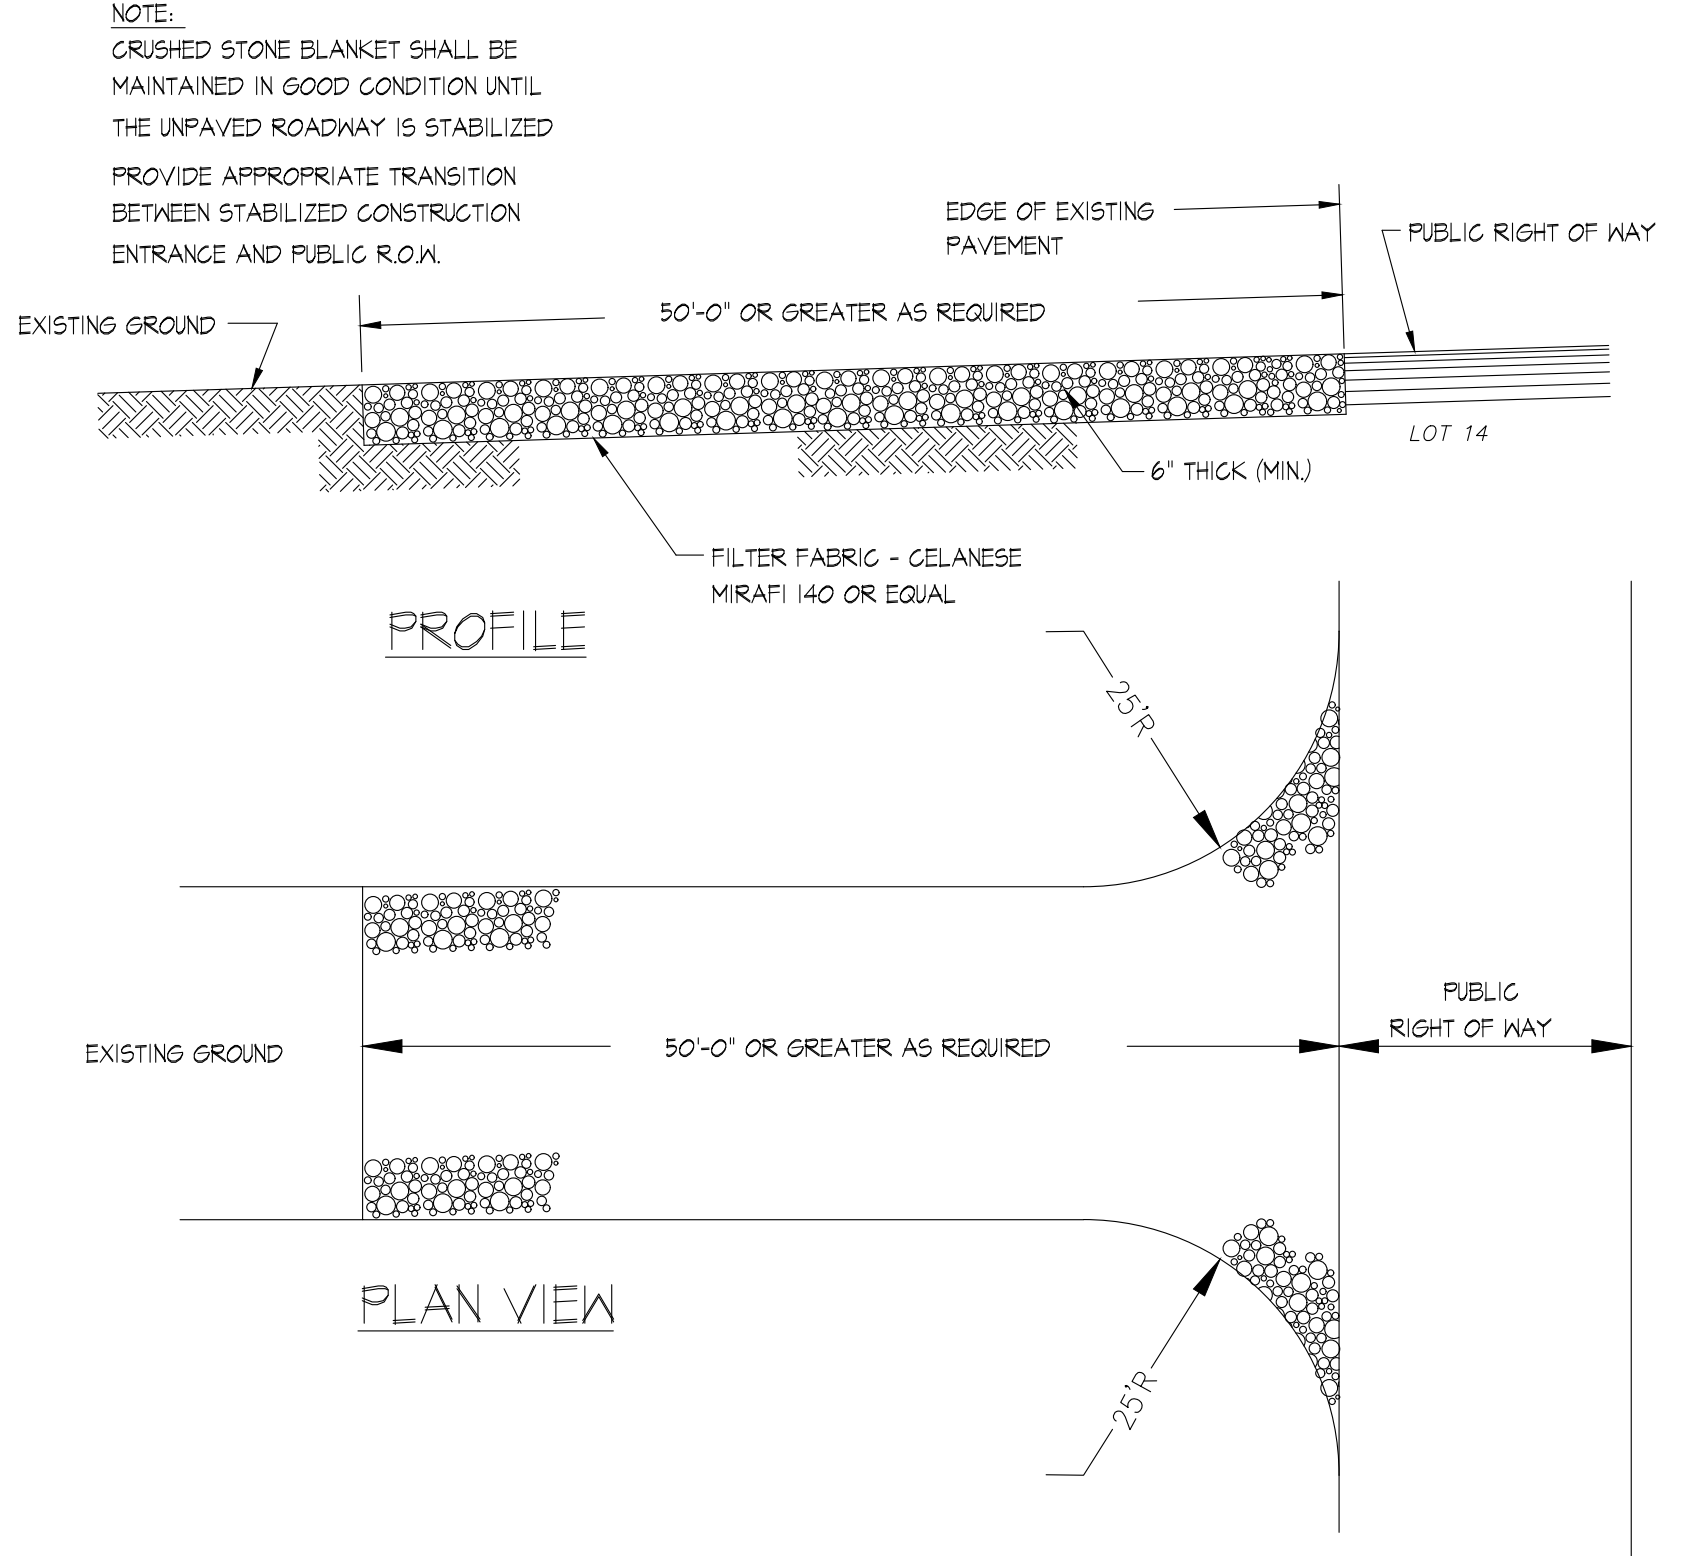 NOTE:
CRUSHED STONE BLANKET SHALL BE
MAINTAINED IN GOOD CONDITION UNTIL
THE UNPAVED ROADWAY IS STABILIZED
PROVIDE APPROPRIATE TRANSITION
BETWEEN STABILIZED CONSTRUCTION
ENTRANCE AND PUBLIC R.O.W.
EDGE OF EXISTING
PAVEMENT
PUBLIC RIGHT OF WAY
EXISTING GROUND
50'-0" OR GREATER AS REQUIRED
LOT 14
6" THICK (MIN.)
FILTER FABRIC - CELANESE
MIRAFI 140 OR EQUAL
PROFILE
25'R
PUBLIC
RIGHT OF WAY
EXISTING GROUND
50'-0" OR GREATER AS REQUIRED
PLAN VIEW
25'R